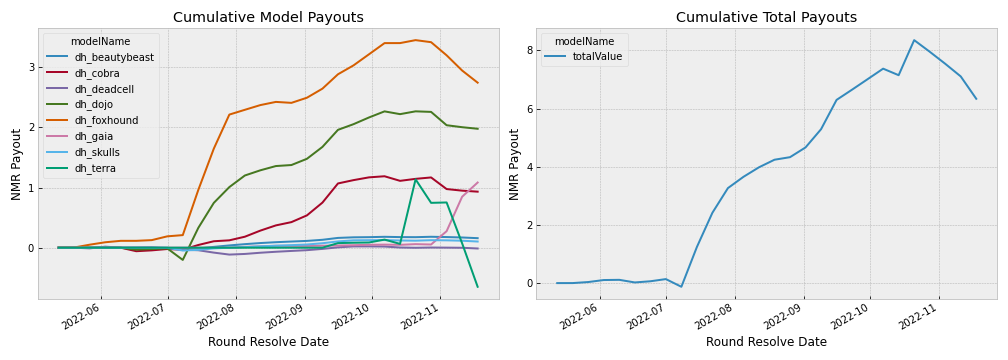 Cumulative Model Payouts
modelName
dh_beautybeast
dh_cobra
dh_deadcell
dh_dojo
dh_foxhound
dh_gaia
dh_skulls
dh_terra
NMR Payout
3
2
1
0
2022-06
2022-07
2022-08
2022-09
2022-10
2022-11
Round Resolve Date
Cumulative Total Payouts
modelName
totalValue
NMR Payout
8
6
4
2
0
2022-06
2022-07
2022-08
2022-09
2022-10
2022-11
Round Resolve Date